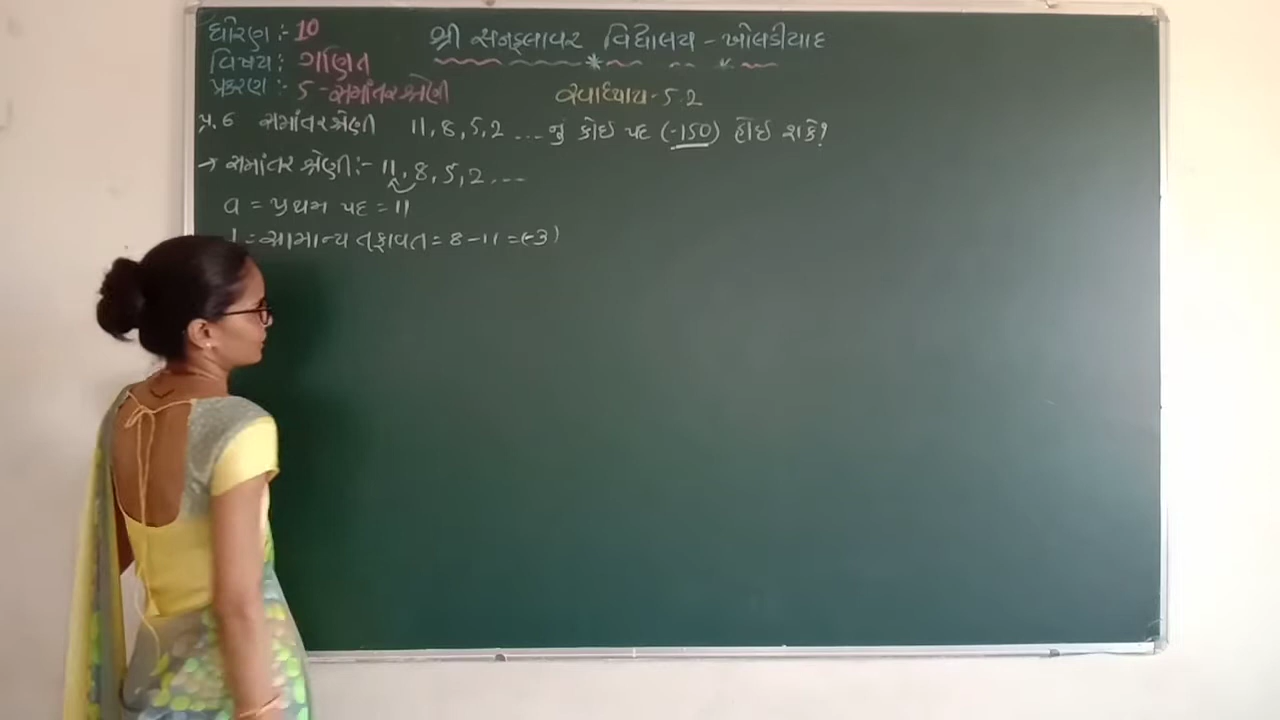 ધોરણ :- 10
શ્રી સનફ્લાવર વિદ્યાલય - ખોલડીયાદ
વિષય : ગણિત
પ્રકરણ :- 5 - સમાંતર શ્રેણી
સ્વાધ્યાય - 5.2
પ્ર. 6 સમાંતર શ્રેણી 11, 8, 5, 2 ... નું કોઈ પદ (-150) હોઈ શકે?
→ સમાંતર શ્રેણી :- 11, 8, 5, 2 ...
a = પ્રથમ પદ = 11
d = સામાન્ય તફાવત = 8 - 11 = (-3)